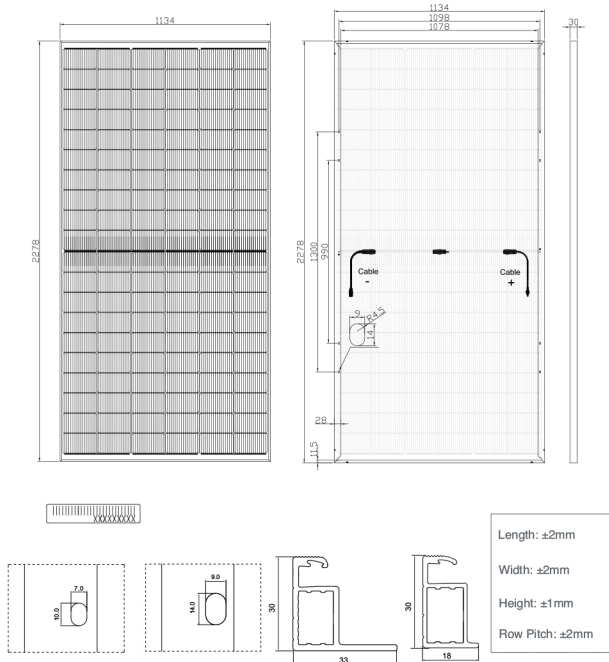 1134
2278
1134
1098
1078
30
2278
1300
990
Cable
-
Cable
+
9
R4.5
14
28
11.5
XXXXXXXXX
7.0
10.0
9.0
14.0
30
33
30
18
Length: ±2mm
Width: ±2mm
Height: ±1mm
Row Pitch: ±2mm